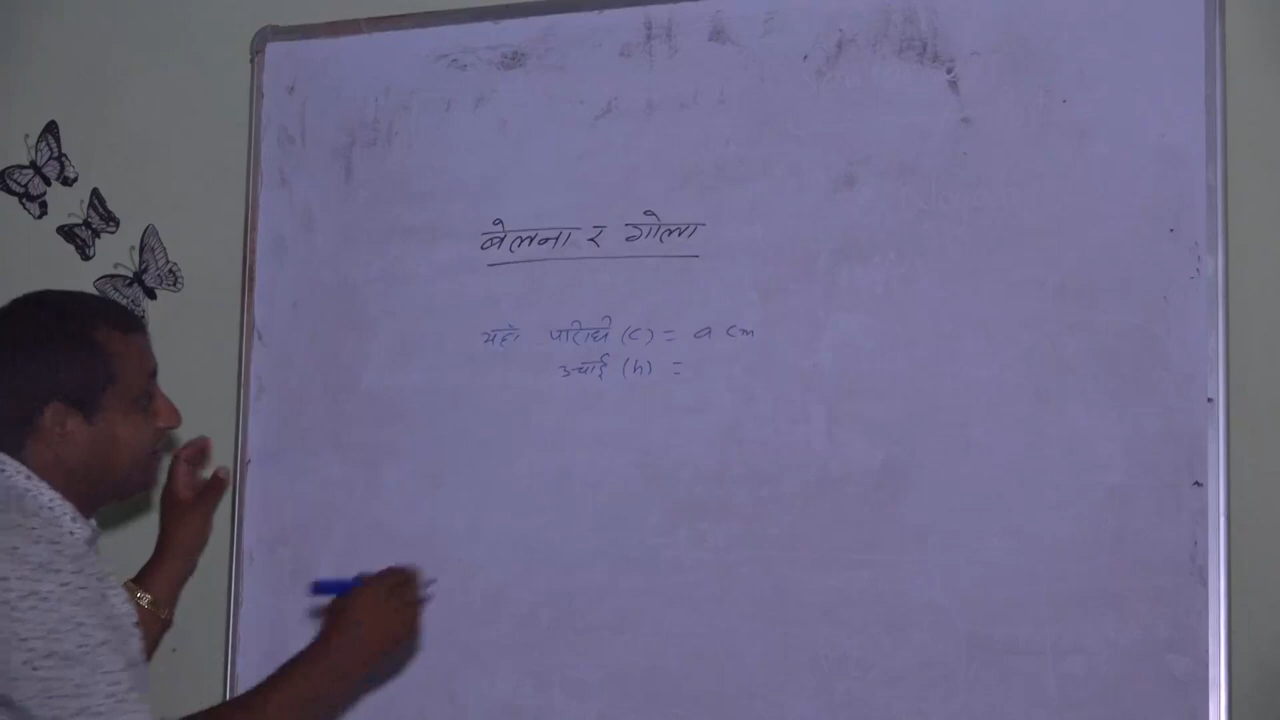 बेलना र गोला
यहाँ परिधि (c) = a cm
उचाई (h) =